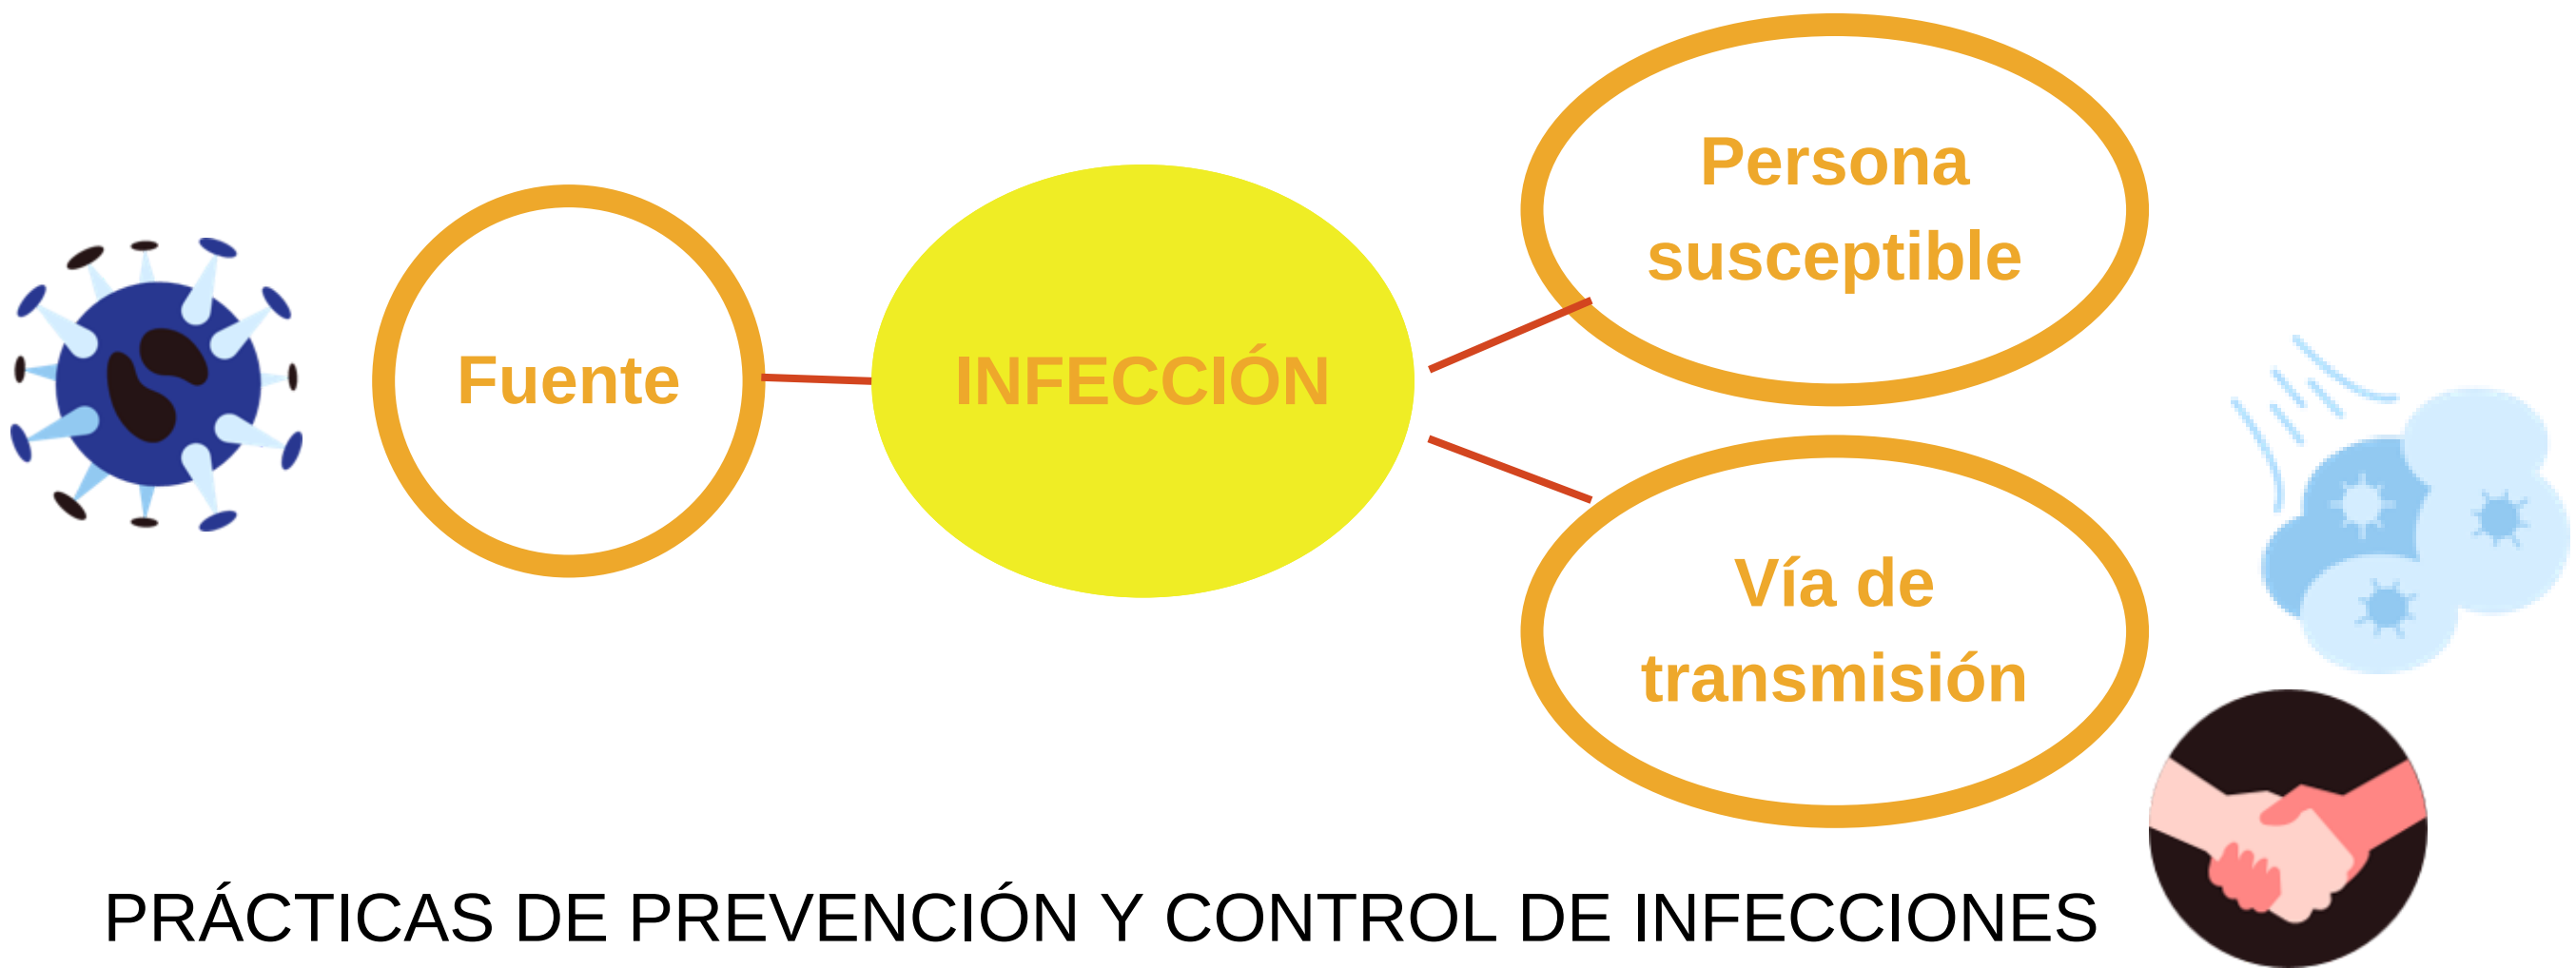 Fuente
INFECCIÓN
Persona
susceptible
Vía de
transmisión
PRÁCTICAS DE PREVENCIÓN Y CONTROL DE INFECCIONES